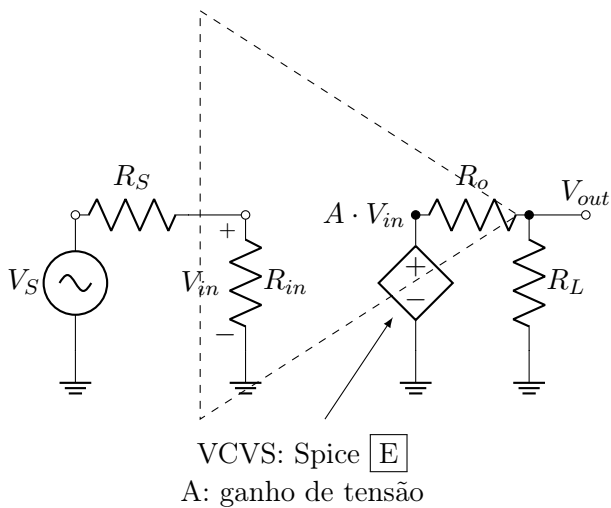 R_S
R_o
V_out
A · V_in
+
V_S
V_in
R_in
+
−
R_L
−
VCVS: Spice E
A: ganho de tensão